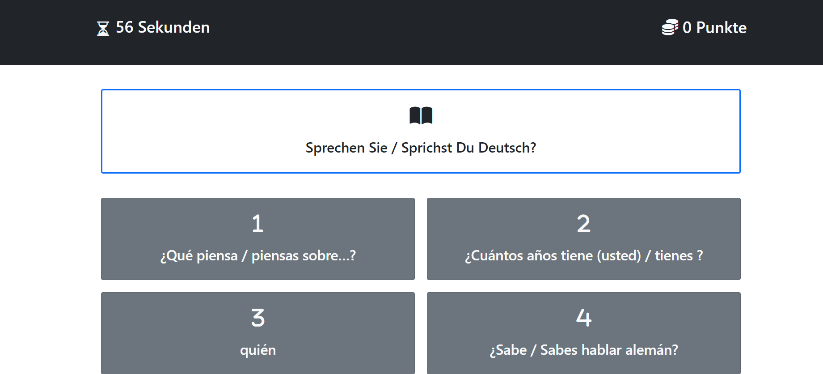 56 Sekunden
0 Punkte
Sprechen Sie / Sprichst Du Deutsch?
1
¿Qué piensa / piensas sobre...?
2
¿Cuántos años tiene (usted) / tienes ?
3
quién
4
¿Sabe / Sabes hablar alemán?